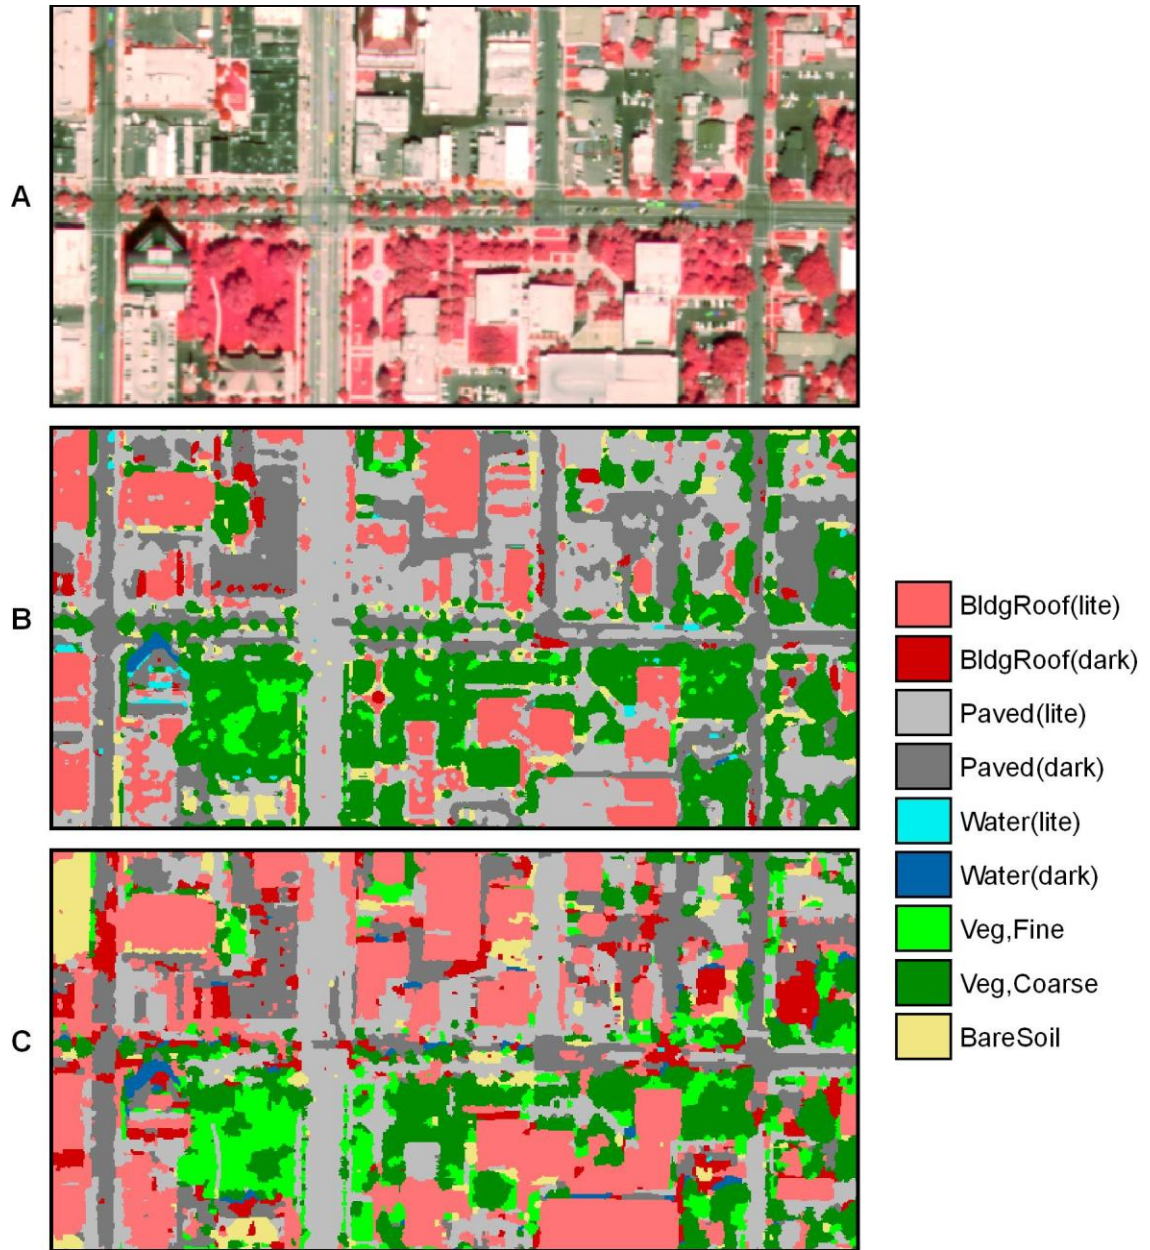 A
B
C
BldgRoof(lite)
BldgRoof(dark)
Paved(lite)
Paved(dark)
Water(lite)
Water(dark)
Veg,Fine
Veg,Coarse
BareSoil